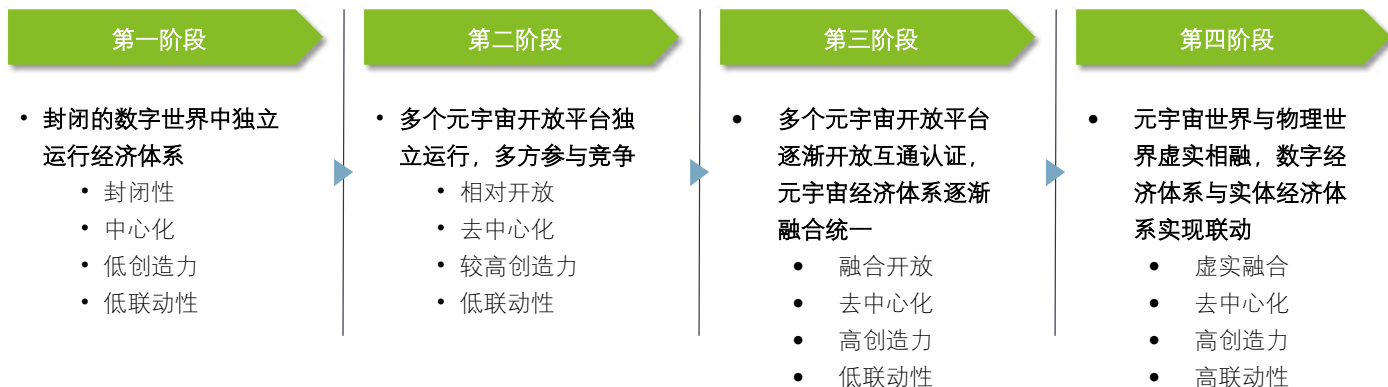 第一阶段
• 封闭的数字世界中独立
运行经济体系
• 封闭性
• 中心化
• 低创造力
• 低联动性
第二阶段
• 多个元宇宙开放平台独
立运行，多方参与竞争
• 相对开放
• 去中心化
• 较高创造力
• 低联动性
第三阶段
• 多个元宇宙开放平台
逐渐开放互通认证，
元宇宙经济体系逐渐
融合统一
• 融合开放
• 去中心化
• 高创造力
• 低联动性
第四阶段
• 元宇宙世界与物理世
界虚实相融，数字经
济体系与实体经济体
系实现联动
• 虚实融合
• 去中心化
• 高创造力
• 高联动性